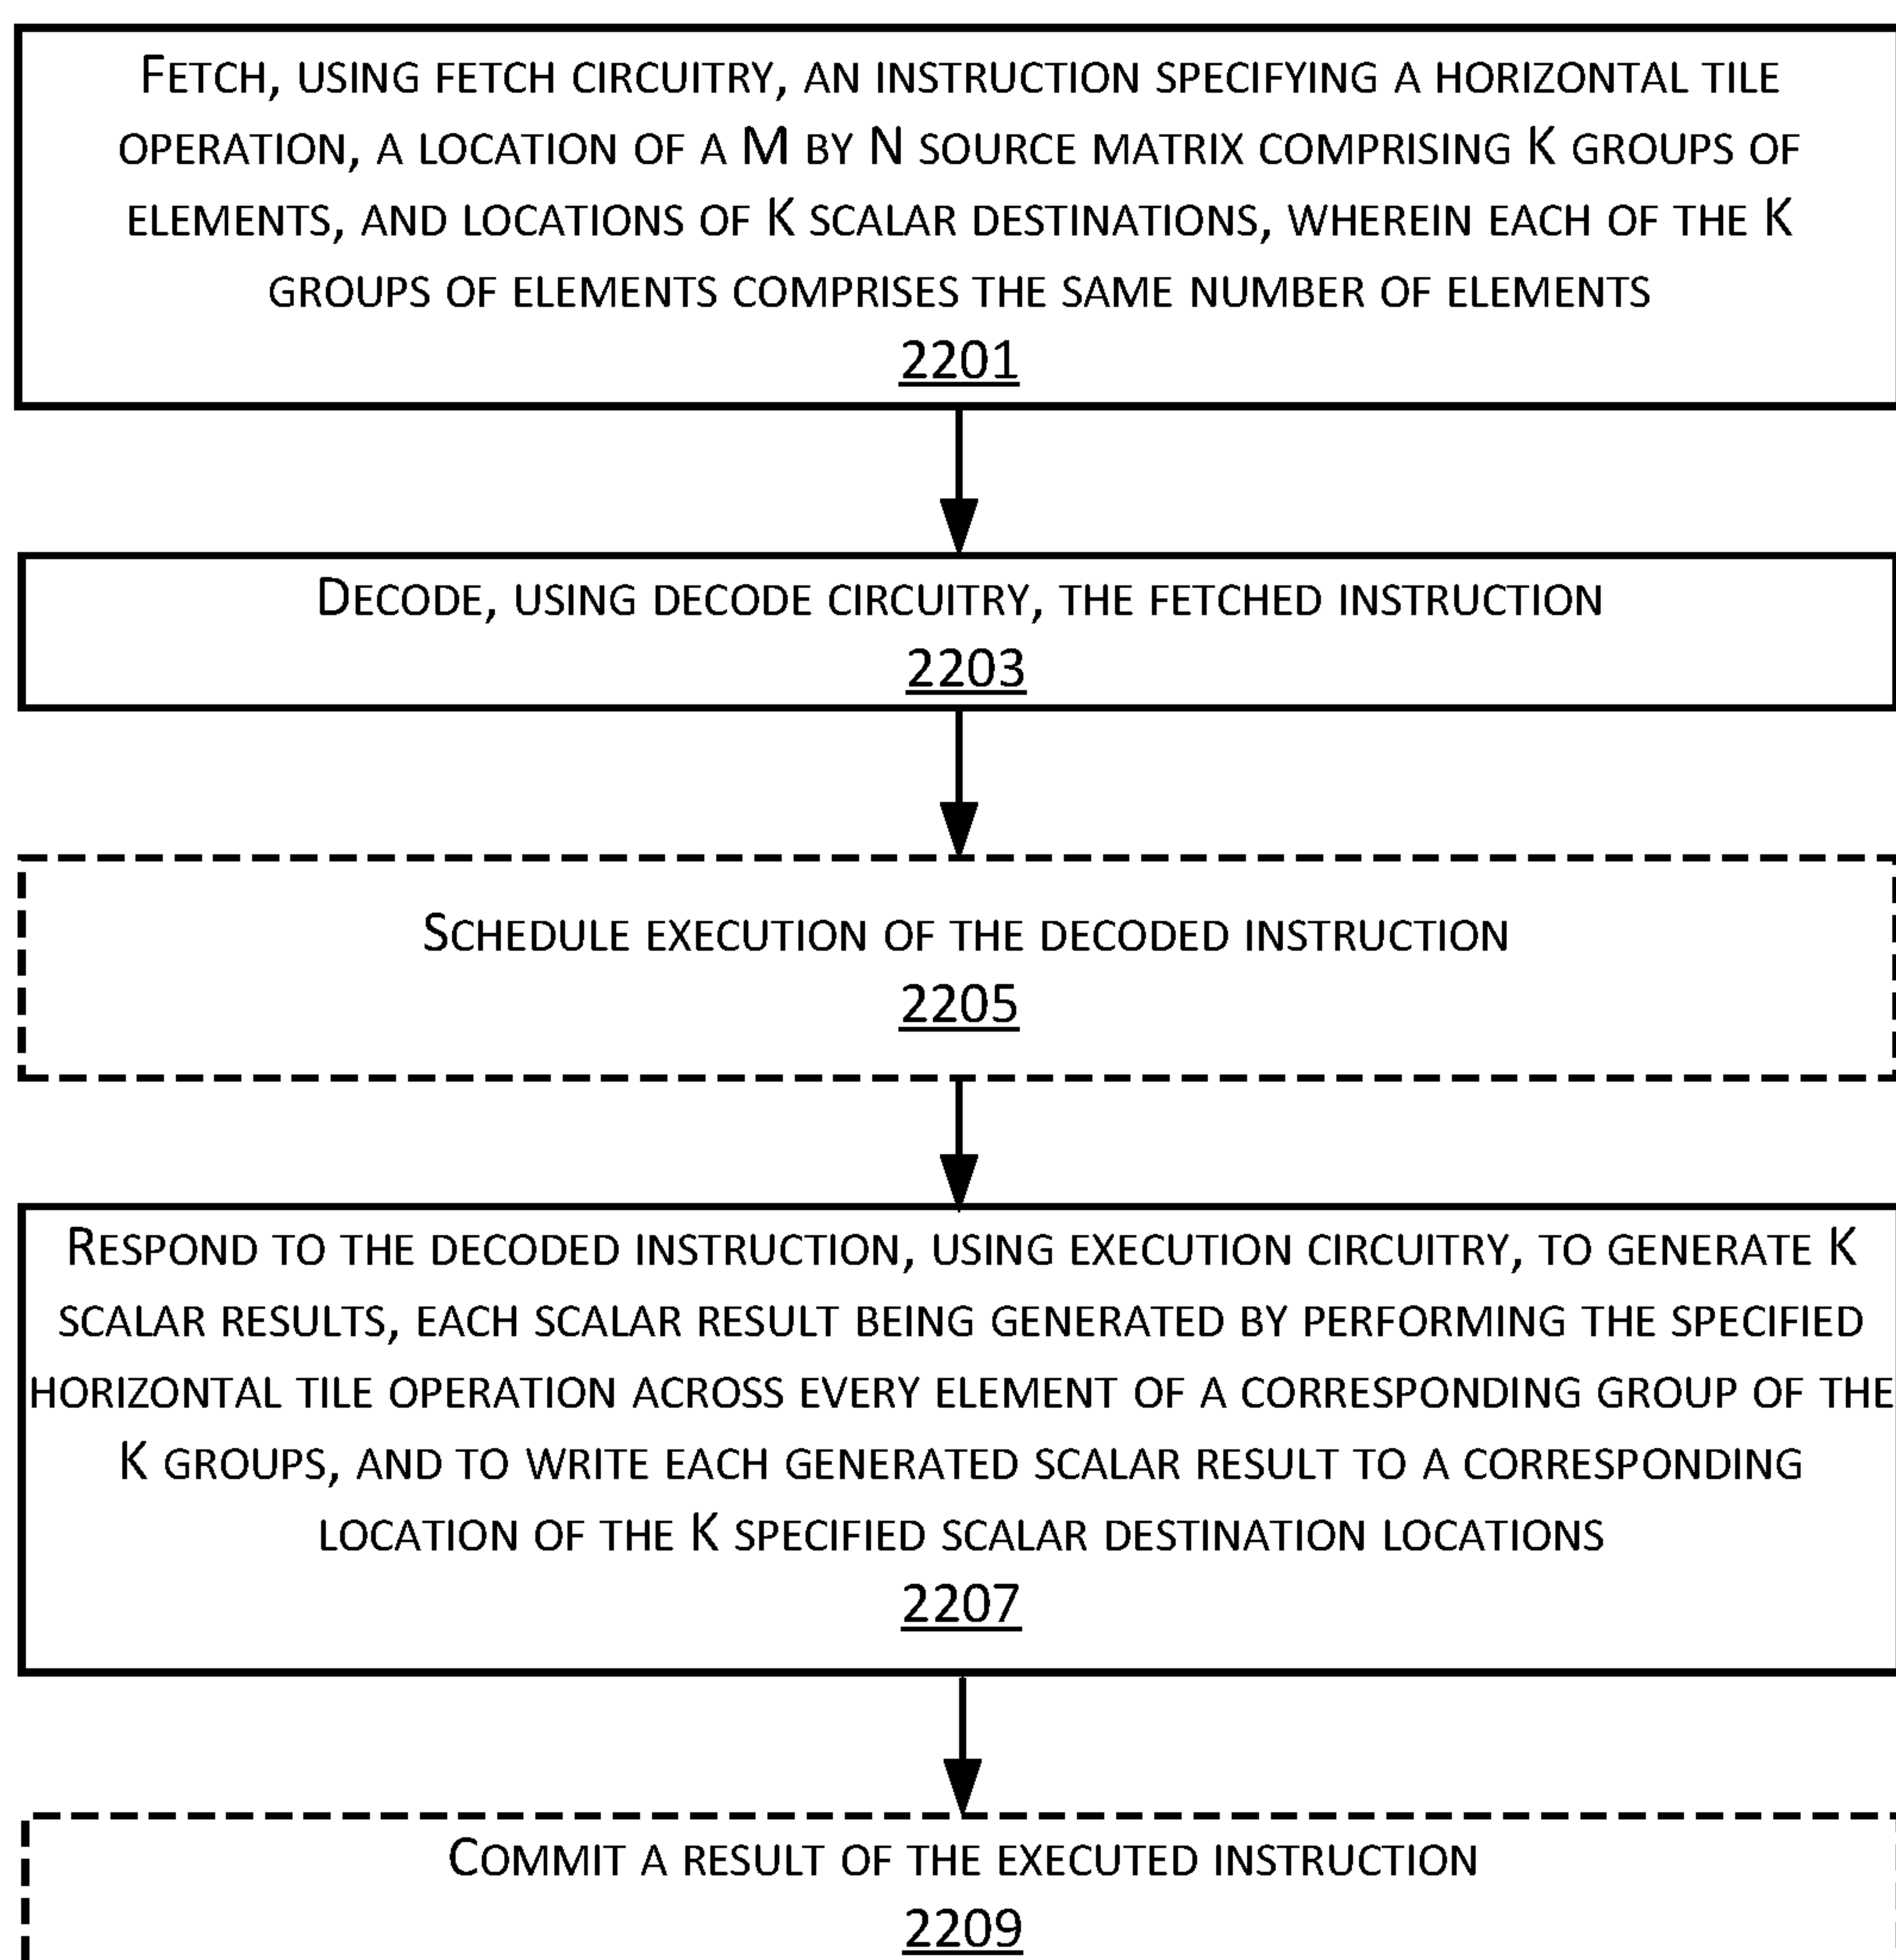 FETCH, USING FETCH CIRCUITRY, AN INSTRUCTION SPECIFYING A HORIZONTAL TILE
OPERATION, A LOCATION OF A M BY N SOURCE MATRIX COMPRISING K GROUPS OF
ELEMENTS, AND LOCATIONS OF K SCALAR DESTINATIONS, WHEREIN EACH OF THE K
GROUPS OF ELEMENTS COMPRISES THE SAME NUMBER OF ELEMENTS
2201
DECODE, USING DECODE CIRCUITRY, THE FETCHED INSTRUCTION
2203
SCHEDULE EXECUTION OF THE DECODED INSTRUCTION
2205
RESPOND TO THE DECODED INSTRUCTION, USING EXECUTION CIRCUITRY, TO GENERATE K
SCALAR RESULTS, EACH SCALAR RESULT BEING GENERATED BY PERFORMING THE SPECIFIED
HORIZONTAL TILE OPERATION ACROSS EVERY ELEMENT OF A CORRESPONDING GROUP OF THE
K GROUPS, AND TO WRITE EACH GENERATED SCALAR RESULT TO A CORRESPONDING
LOCATION OF THE K SPECIFIED SCALAR DESTINATION LOCATIONS
2207
COMMIT A RESULT OF THE EXECUTED INSTRUCTION
2209